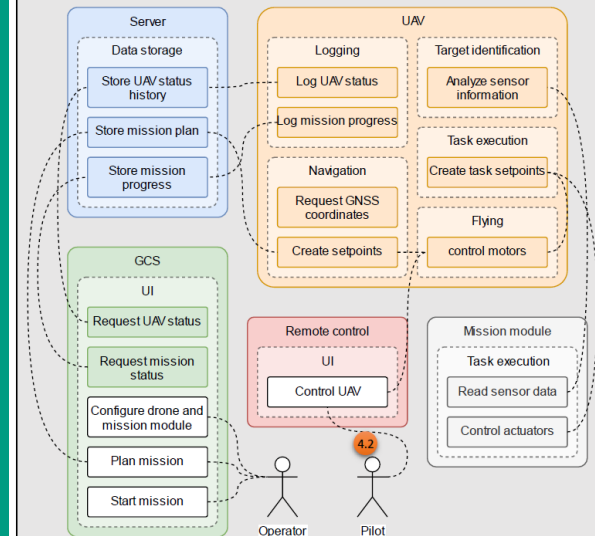 Server
Data storage
Store UAV status
history
Store mission plan
Store mission
progress
UAV
Logging
Log UAV status
Log mission progress
Target identification
Analyze sensor
information
Task execution
Create task setpoints
Navigation
Request GNSS
coordinates
Create setpoints
Flying
control motors
GCS
UI
Request UAV status
Request mission
status
Configure drone and
mission module
Plan mission
Start mission
Remote control
UI
Control UAV
Mission module
Task execution
Read sensor data
Control actuators
4.2
Operator
Pilot